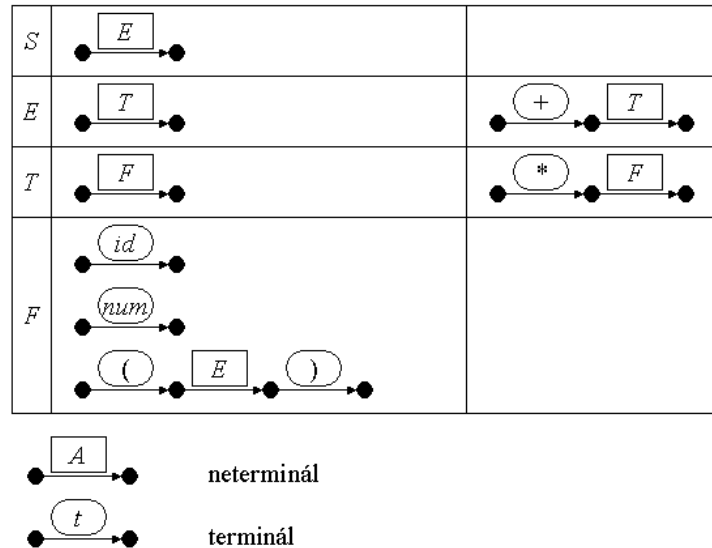 S E
E T + T
T F * F
id
F num
( E )
A neterminál
t terminál